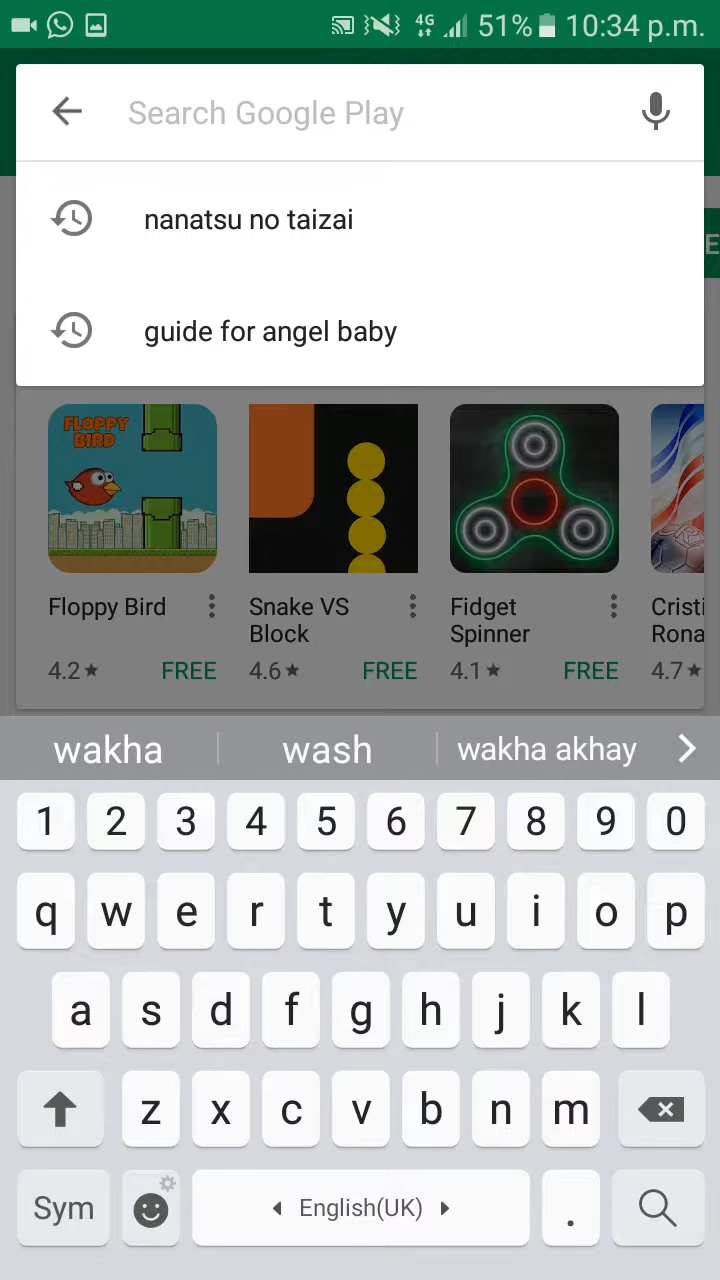 4G 51% 10:34 p.m.
Search Google Play
nanatsu no taizai
E
guide for angel baby
FLOPPY
BIRD
Floppy Bird
Snake VS
Block
Fidget
Spinner
Cristi
Rona
4.2★ FREE
4.6★ FREE
4.1★ FREE
4.7★
wakha wash wakha akhay
1 2 3 4 5 6 7 8 9 0
q w e r t y u i o p
a s d f g h j k l
z x c v b n m
Sym English(UK) .